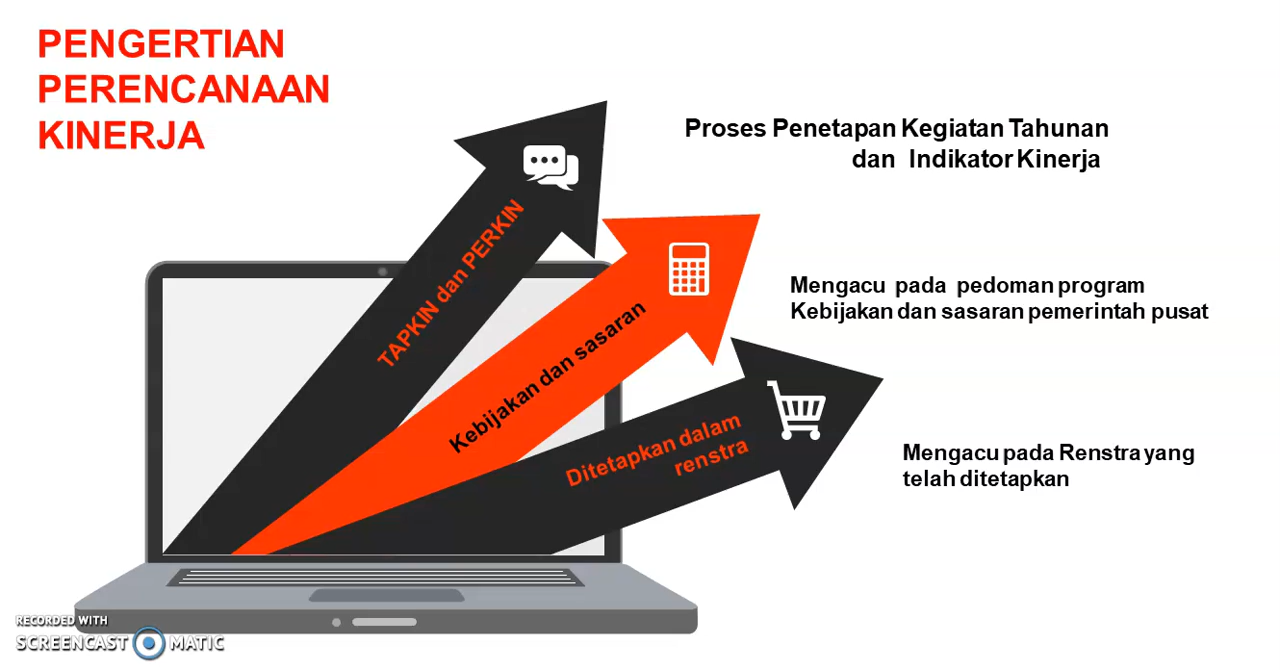 PENGERTIAN
PERENCANAAN
KINERJA
Proses Penetapan Kegiatan Tahunan
dan Indikator Kinerja
TAPKIN dan PERKIN
Mengacu pada pedoman program
Kebijakan dan sasaran pemerintah pusat
Kebijakan dan sasaran
Mengacu pada Renstra yang
telah ditetapkan
Ditetapkan dalam
renstra
RECORDED WITH
SCREENCAST MATIC